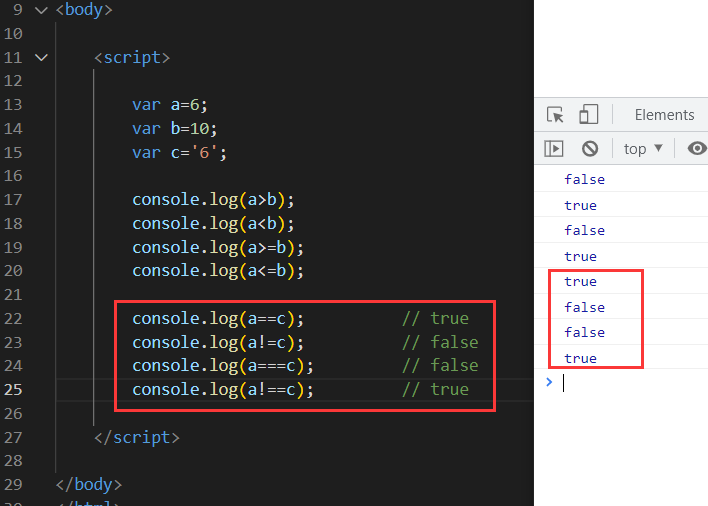 9 <body>
10
11 <script>
12
13 var a=6;
14 var b=10;
15 var c='6';
16
17 console.log(a>b);
18 console.log(a<b);
19 console.log(a>=b);
20 console.log(a<=b);
21
22 console.log(a==c); // true
23 console.log(a!=c); // false
24 console.log(a===c); // false
25 console.log(a!==c); // true
26
27 </script>
28
29 </body>
30 </html>
Elements
top
false
true
false
true
true
false
false
true